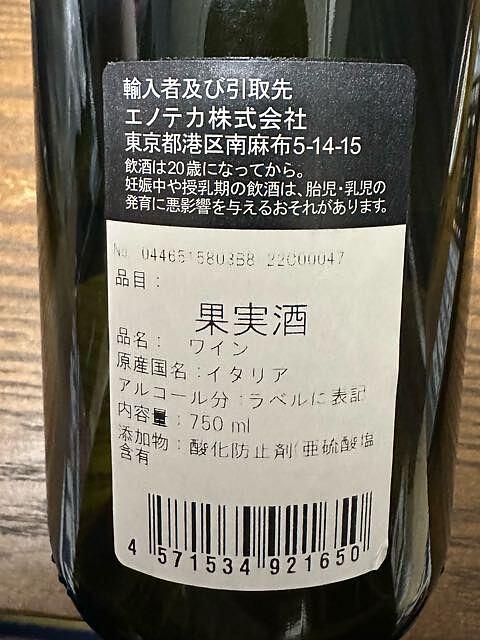 輸入者及び引取先
エノテカ株式会社
東京都港区南麻布5-14-15
飲酒は20歳になってから。
妊娠中や授乳期の飲酒は、胎児・乳児の
発育に悪影響を与えるおそれがあります。
No. 0446515803B8 22C00047
品目：
果実酒
品名： ワイン
原産国名：イタリア
アルコール分：ラベルに表記
内容量：750 ml
添加物：酸化防止剤(亜硫酸塩
含有
4 571534 921650